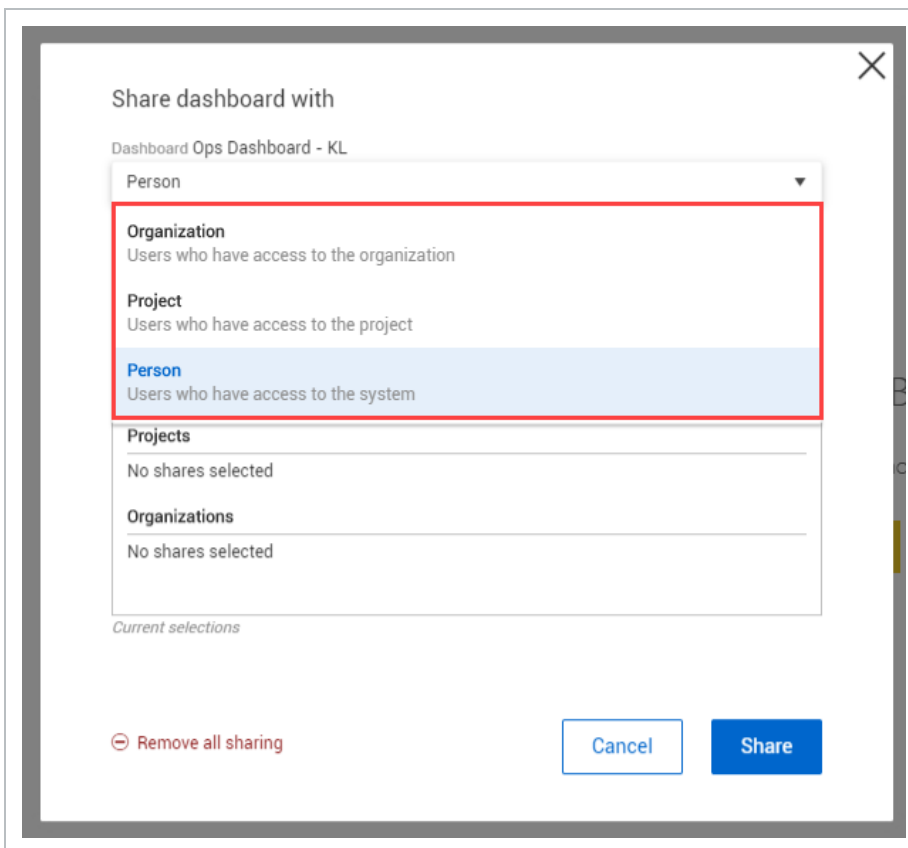 Share dashboard with
Dashboard Ops Dashboard - KL
Person
Organization
Users who have access to the organization
Project
Users who have access to the project
Person
Users who have access to the system
Projects
No shares selected
Organizations
No shares selected
Current selections
Remove all sharing
Cancel
Share